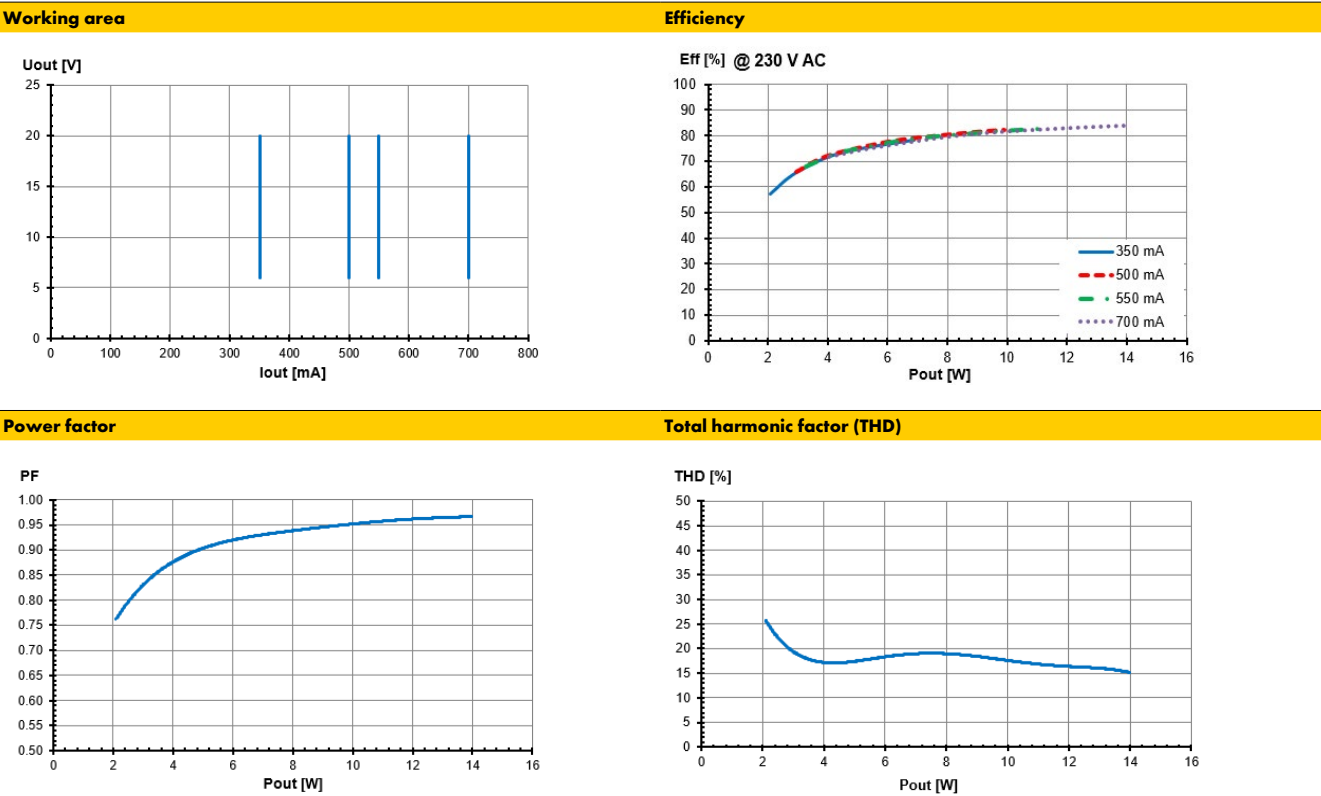 Working area
Efficiency
Uout [V]
25
20
15
10
5
0
0 100 200 300 400 500 600 700 800
Iout [mA]
Eff [%] @ 230 V AC
100
90
80
70
60
50
40
30
20
10
0
350 mA
500 mA
550 mA
700 mA
0 2 4 6 8 10 12 14 16
Pout [W]
Power factor
Total harmonic factor (THD)
PF
1.00
0.95
0.90
0.85
0.80
0.75
0.70
0.65
0.60
0.55
0.50
0 2 4 6 8 10 12 14 16
Pout [W]
THD [%]
50
45
40
35
30
25
20
15
10
5
0
0 2 4 6 8 10 12 14 16
Pout [W]